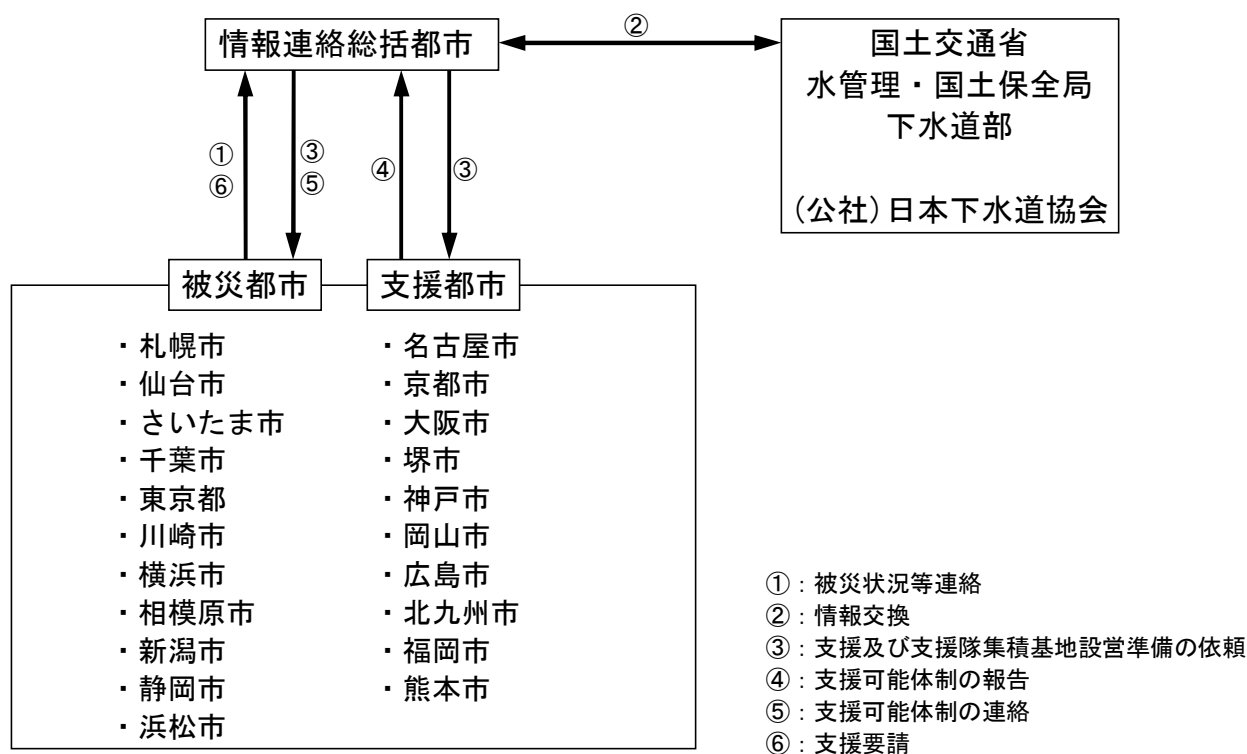 情報連絡総括都市
②
国土交通省
水管理・国土保全局
下水道部
(公社)日本下水道協会
①
⑥
③
⑤
④
③
被災都市
支援都市
・札幌市
・仙台市
・さいたま市
・千葉市
・東京都
・川崎市
・横浜市
・相模原市
・新潟市
・静岡市
・浜松市
・名古屋市
・京都市
・大阪市
・堺市
・神戸市
・岡山市
・広島市
・北九州市
・福岡市
・熊本市
①：被災状況等連絡
②：情報交換
③：支援及び支援隊集積基地設営準備の依頼
④：支援可能体制の報告
⑤：支援可能体制の連絡
⑥：支援要請